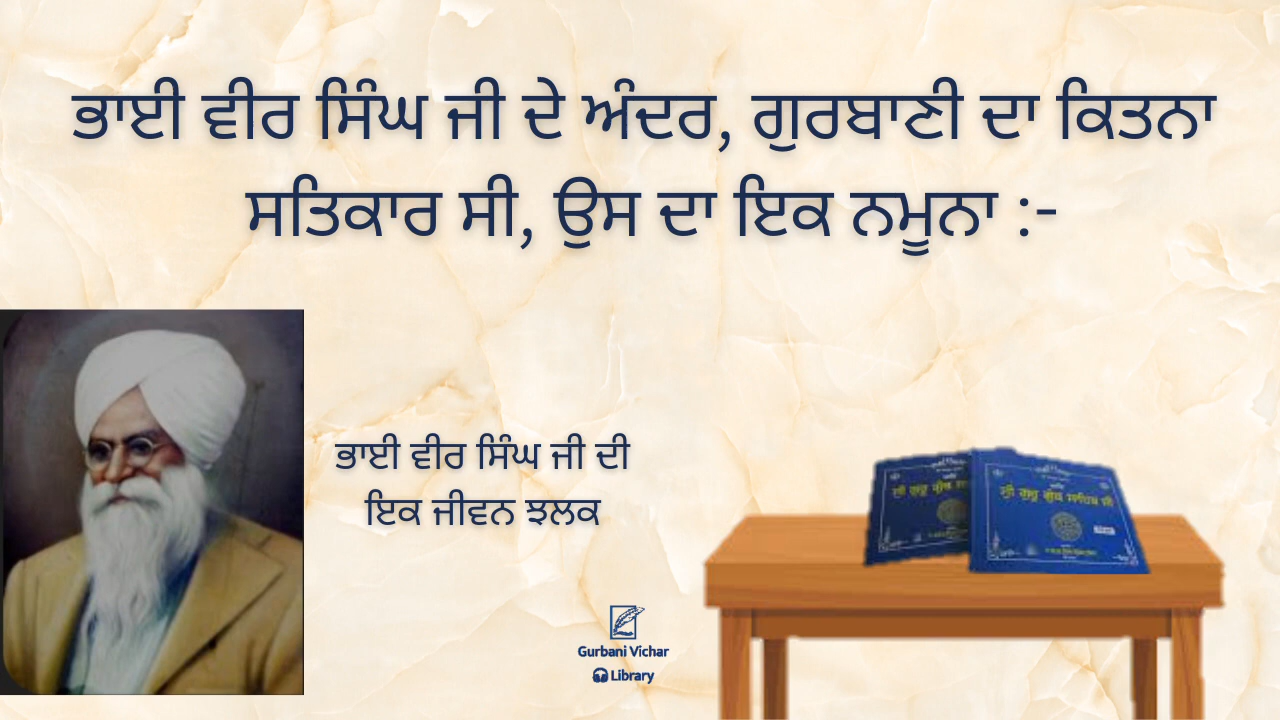 ਭਾਈ ਵੀਰ ਸਿੰਘ ਜੀ ਦੇ ਅੰਦਰ, ਗੁਰਬਾਣੀ ਦਾ ਕਿਤਨਾ
ਸਤਿਕਾਰ ਸੀ, ਉਸ ਦਾ ਇਕ ਨਮੂਨਾ :-
ਭਾਈ ਵੀਰ ਸਿੰਘ ਜੀ ਦੀ
ਇਕ ਜੀਵਨ ਝਲਕ
Gurbani Vichar
Library